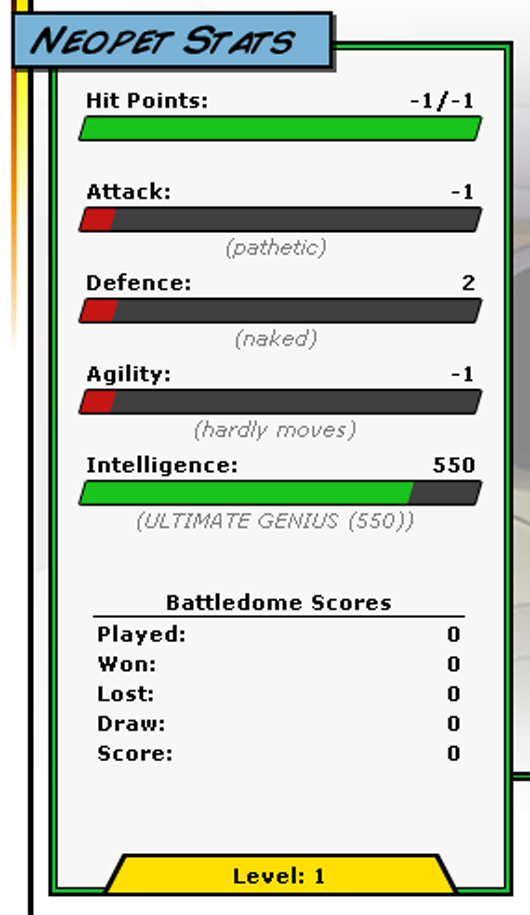 Neopet Stats
Hit Points: -1/-1
Attack: -1
(pathetic)
Defence: 2
(naked)
Agility: -1
(hardly moves)
Intelligence: 550
(ULTIMATE GENIUS (550))
Battledome Scores
Played: 0
Won: 0
Lost: 0
Draw: 0
Score: 0
Level: 1